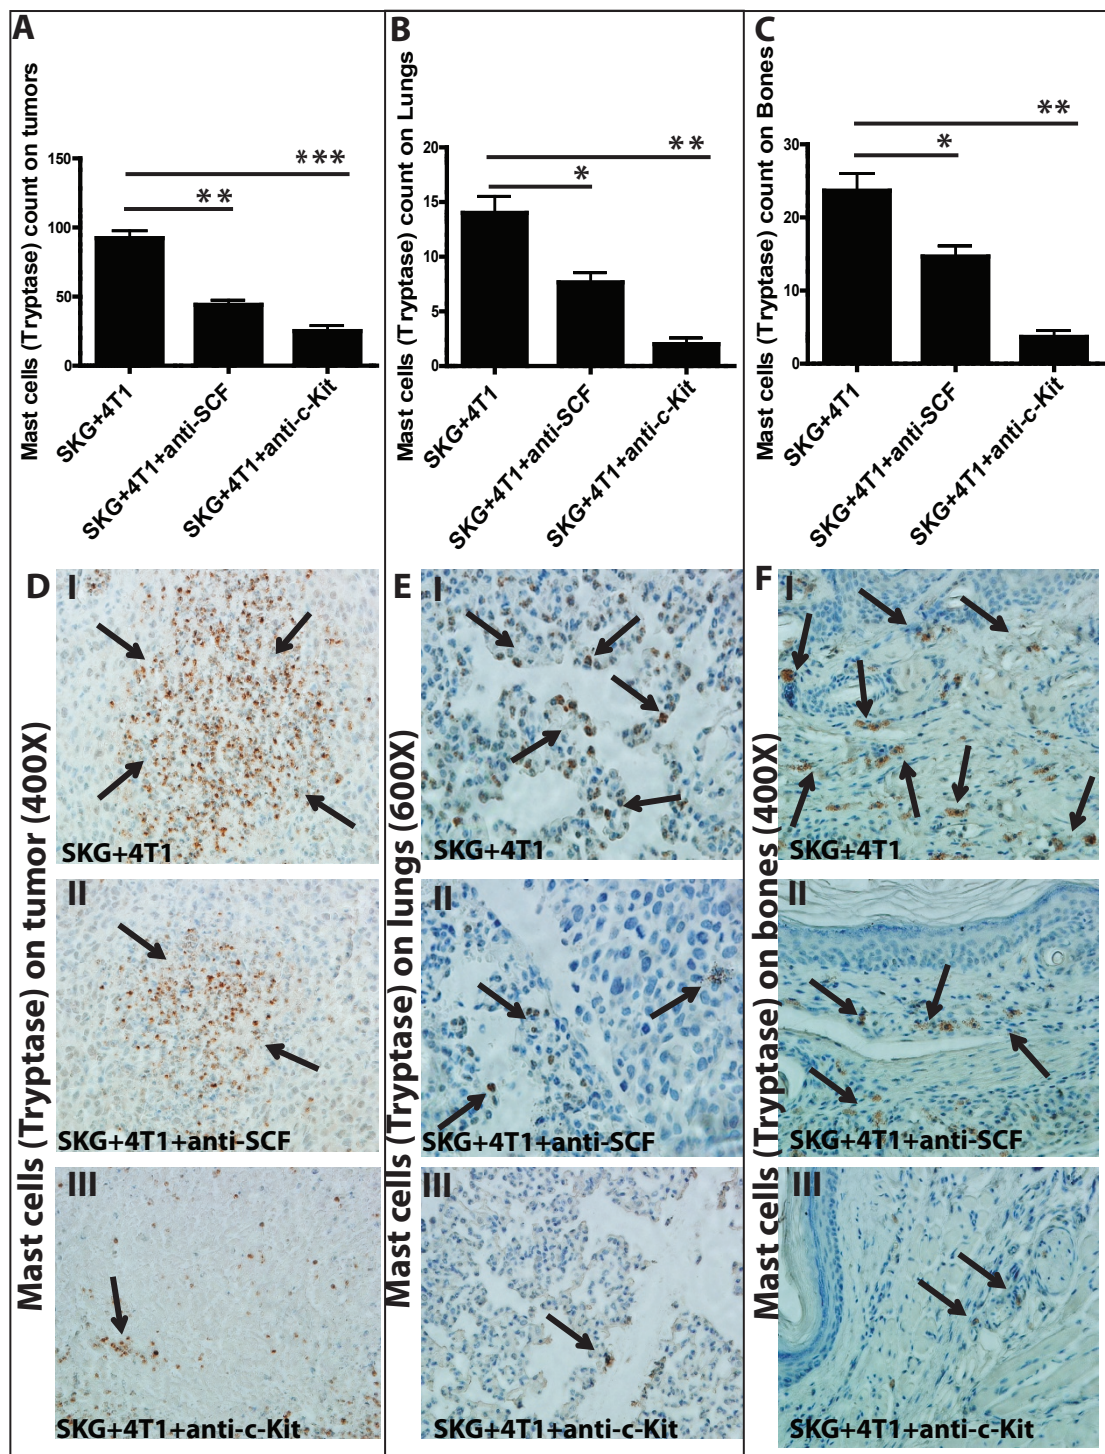 A
Mast cells (Tryptase) count on tumors
150
100
50
0
***
**
SKG+4T1
SKG+4T1+anti-SCF
SKG+4T1+anti-c-Kit
B
Mast cells (Tryptase) count on Lungs
20
15
10
5
0
**
*
SKG+4T1
SKG+4T1+anti-SCF
SKG+4T1+anti-c-Kit
C
Mast cells (Tryptase) count on Bones
30
20
10
0
**
*
SKG+4T1
SKG+4T1+anti-SCF
SKG+4T1+anti-c-Kit
D
Mast cells (Tryptase) on tumor (400X)
I
SKG+4T1
II
SKG+4T1+anti-SCF
III
SKG+4T1+anti-c-Kit
E
Mast cells (Tryptase) on lungs (600X)
I
SKG+4T1
II
SKG+4T1+anti-SCF
III
SKG+4T1+anti-c-Kit
F
Mast cells (Tryptase) on bones (400X)
I
SKG+4T1
II
SKG+4T1+anti-SCF
III
SKG+4T1+anti-c-Kit